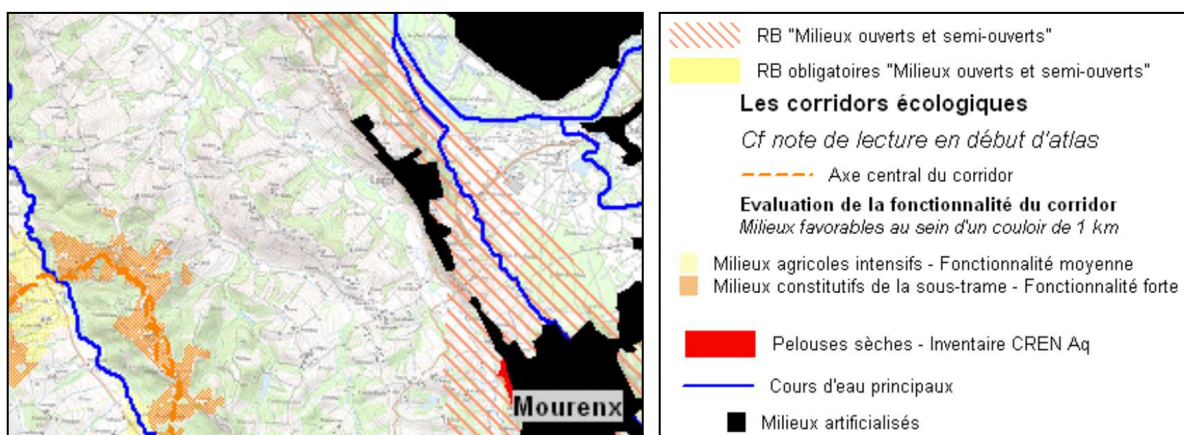 Mourenx
RB "Milieux ouverts et semi-ouverts"
RB obligatoires "Milieux ouverts et semi-ouverts"
Les corridors écologiques
Cf note de lecture en début d'atlas
Axe central du corridor
Evaluation de la fonctionnalité du corridor
Milieux favorables au sein d'un couloir de 1 km
Milieux agricoles intensifs - Fonctionnalité moyenne
Milieux constitutifs de la sous-trame - Fonctionnalité forte
Pelouses sèches - Inventaire CREN Aq
Cours d'eau principaux
Milieux artificialisés